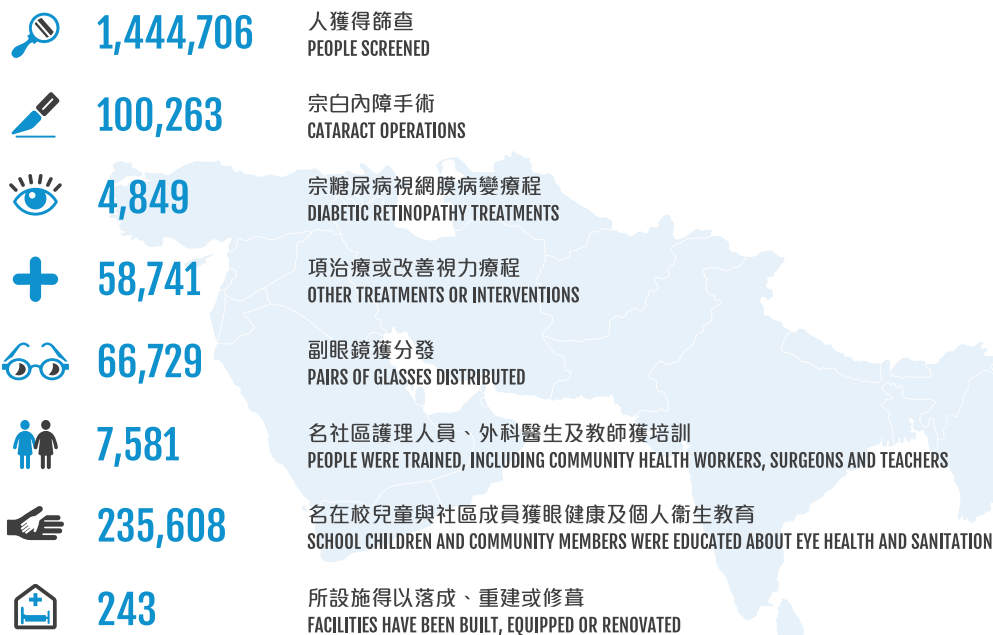 1,444,706
人獲得篩查
PEOPLE SCREENED
100,263
宗白內障手術
CATARACT OPERATIONS
4,849
宗糖尿病視網膜病變療程
DIABETIC RETINOPATHY TREATMENTS
58,741
項治療或改善視力療程
OTHER TREATMENTS OR INTERVENTIONS
66,729
副眼鏡獲分發
PAIRS OF GLASSES DISTRIBUTED
7,581
名社區護理人員、外科醫生及教師獲培訓
PEOPLE WERE TRAINED, INCLUDING COMMUNITY HEALTH WORKERS, SURGEONS AND TEACHERS
235,608
名在校兒童與社區成員獲眼健康及個人衞生教育
SCHOOL CHILDREN AND COMMUNITY MEMBERS WERE EDUCATED ABOUT EYE HEALTH AND SANITATION
243
所設施得以落成、重建或修葺
FACILITIES HAVE BEEN BUILT, EQUIPPED OR RENOVATED